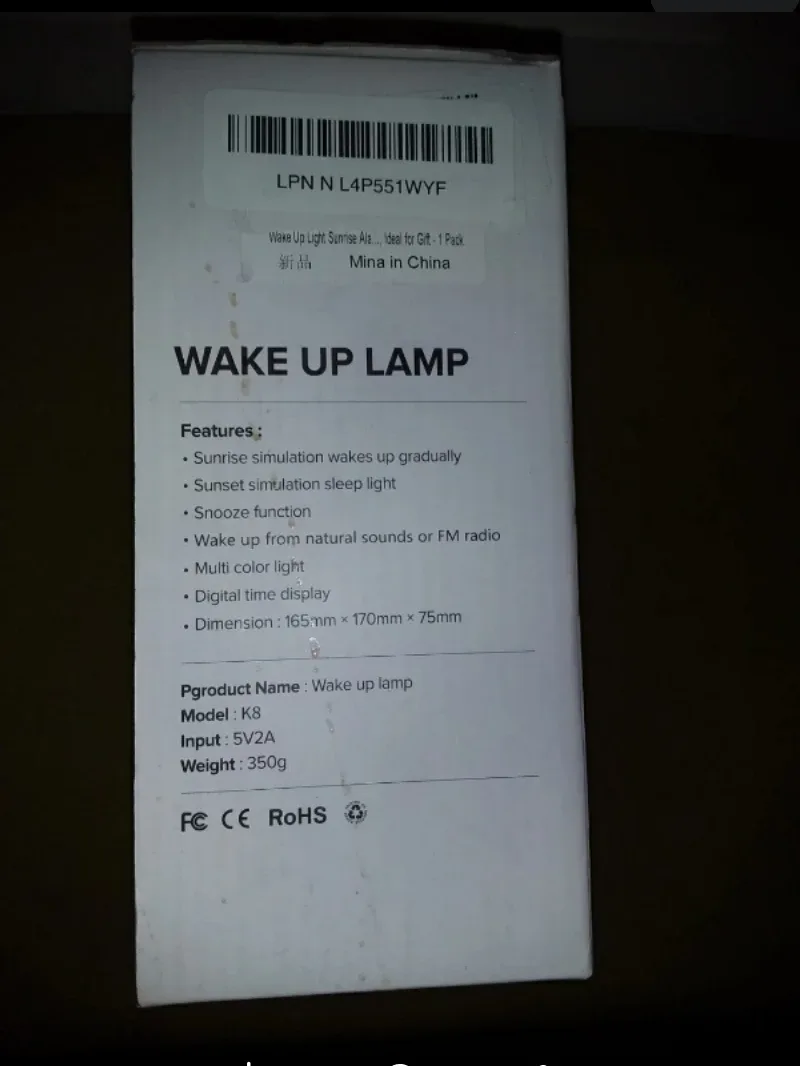 LPN N L4P551WYF
Wake Up Light Sunrise Ala..., Ideal for Gift - 1 Pack
新品 Mina in China
WAKE UP LAMP
Features :
• Sunrise simulation wakes up gradually
• Sunset simulation sleep light
• Snooze function
• Wake up from natural sounds or FM radio
• Multi color light
• Digital time display
• Dimension : 165mm × 170mm × 75mm
Pgroduct Name : Wake up lamp
Model : K8
Input : 5V2A
Weight : 350g
FC CE RoHS